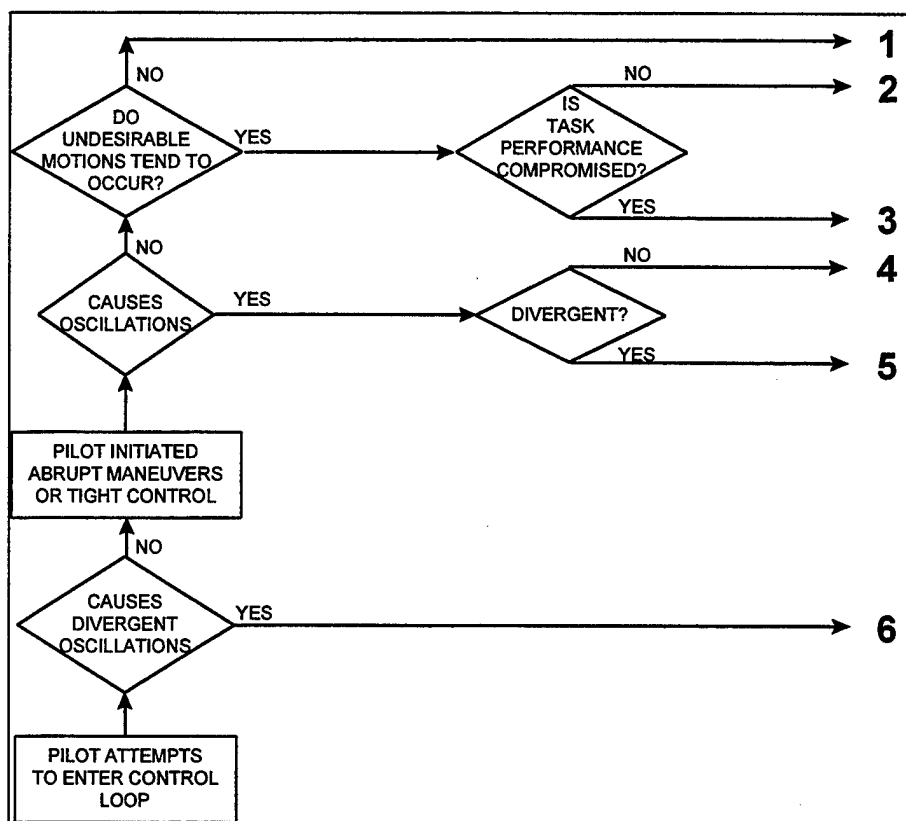 1
NO
NO
2
DO
UNDESIRABLE
MOTIONS TEND TO
OCCUR?
YES
IS
TASK
PERFORMANCE
COMPROMISED?
YES
3
NO
NO
4
CAUSES
OSCILLATIONS
YES
DIVERGENT?
YES
5
PILOT INITIATED
ABRUPT MANEUVERS
OR TIGHT CONTROL
NO
CAUSES
DIVERGENT
OSCILLATIONS
YES
6
PILOT ATTEMPTS
TO ENTER CONTROL
LOOP